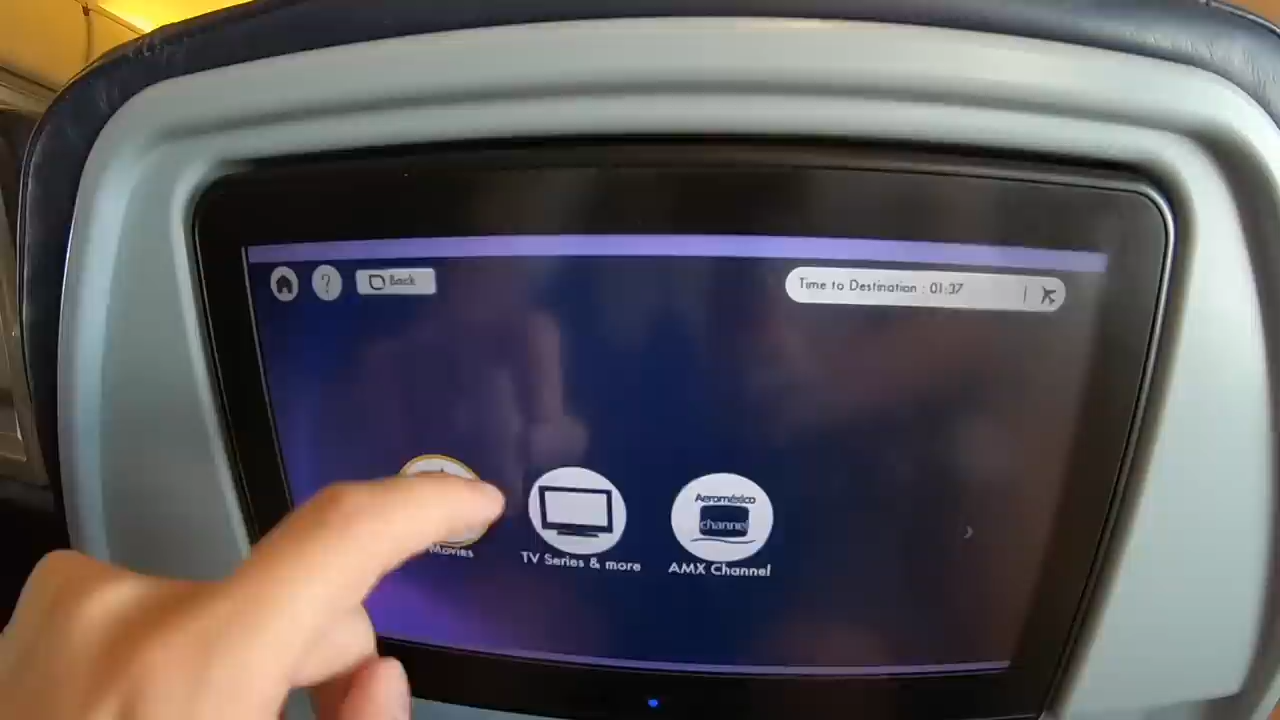 ?
Back
Time to Destination : 01:37 |
Movies
TV Series & more
Aeroméxico
channel
AMX Channel